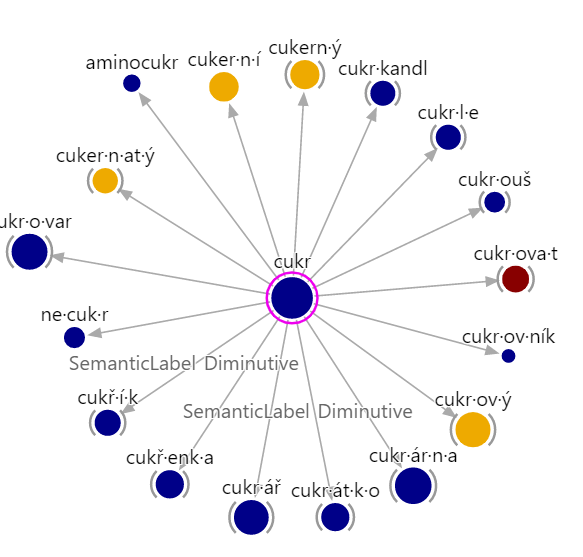 aminocukr
cuker·n·í
cukern·ý
cukr·kandl
cukr·l·e
cuker·n·at·ý
cukr·ouš
ukr·o·var
cukr
cukr·ova·t
ne·cuk·r
cukr·ov·ník
SemanticLabel Diminutive
cukř·í·k
cukr·ov·ý
SemanticLabel Diminutive
cukř·enk·a
cukr·ár·n·a
cukr·ář
cukr·át·k·o